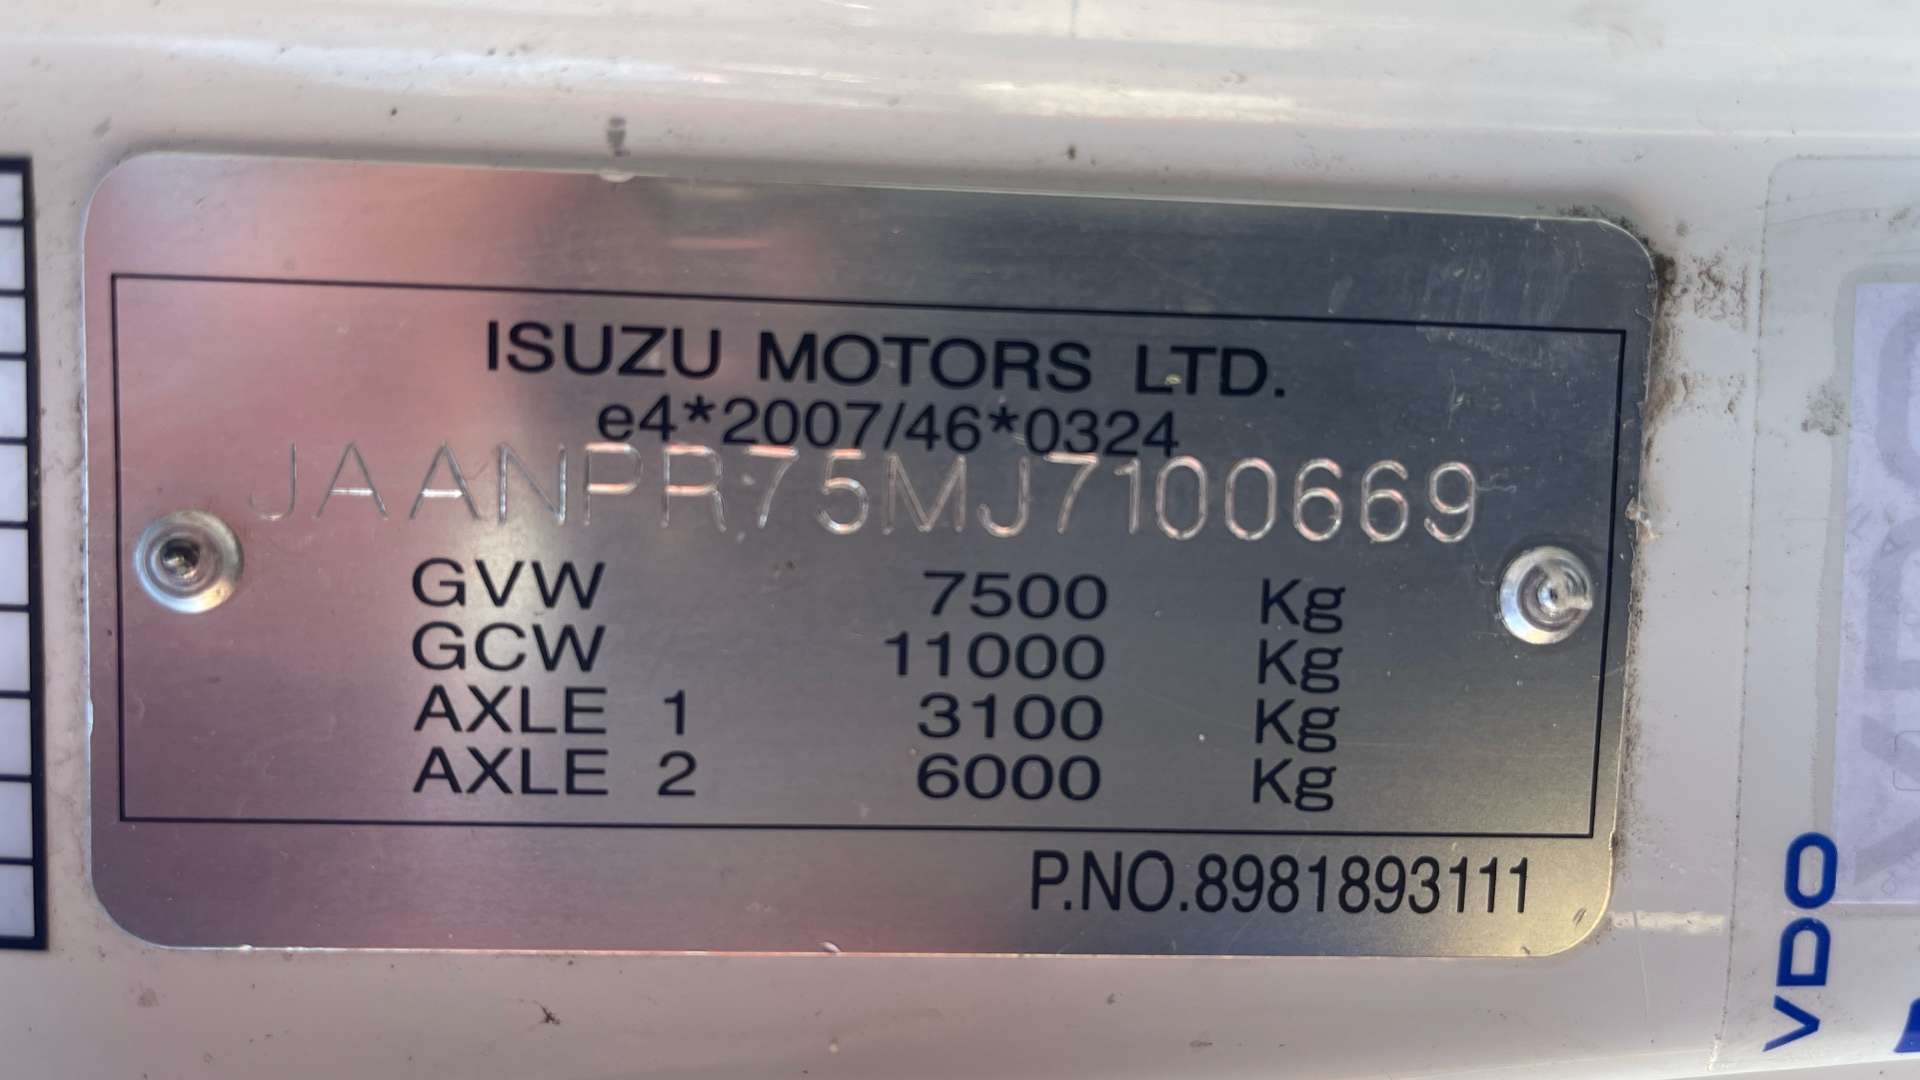 ISUZU MOTORS LTD.
e4*2007/46*0324
JAANPR75MJ7100669
GVW 7500 Kg
GCW 11000 Kg
AXLE 1 3100 Kg
AXLE 2 6000 Kg
P.NO.8981893111
VDO